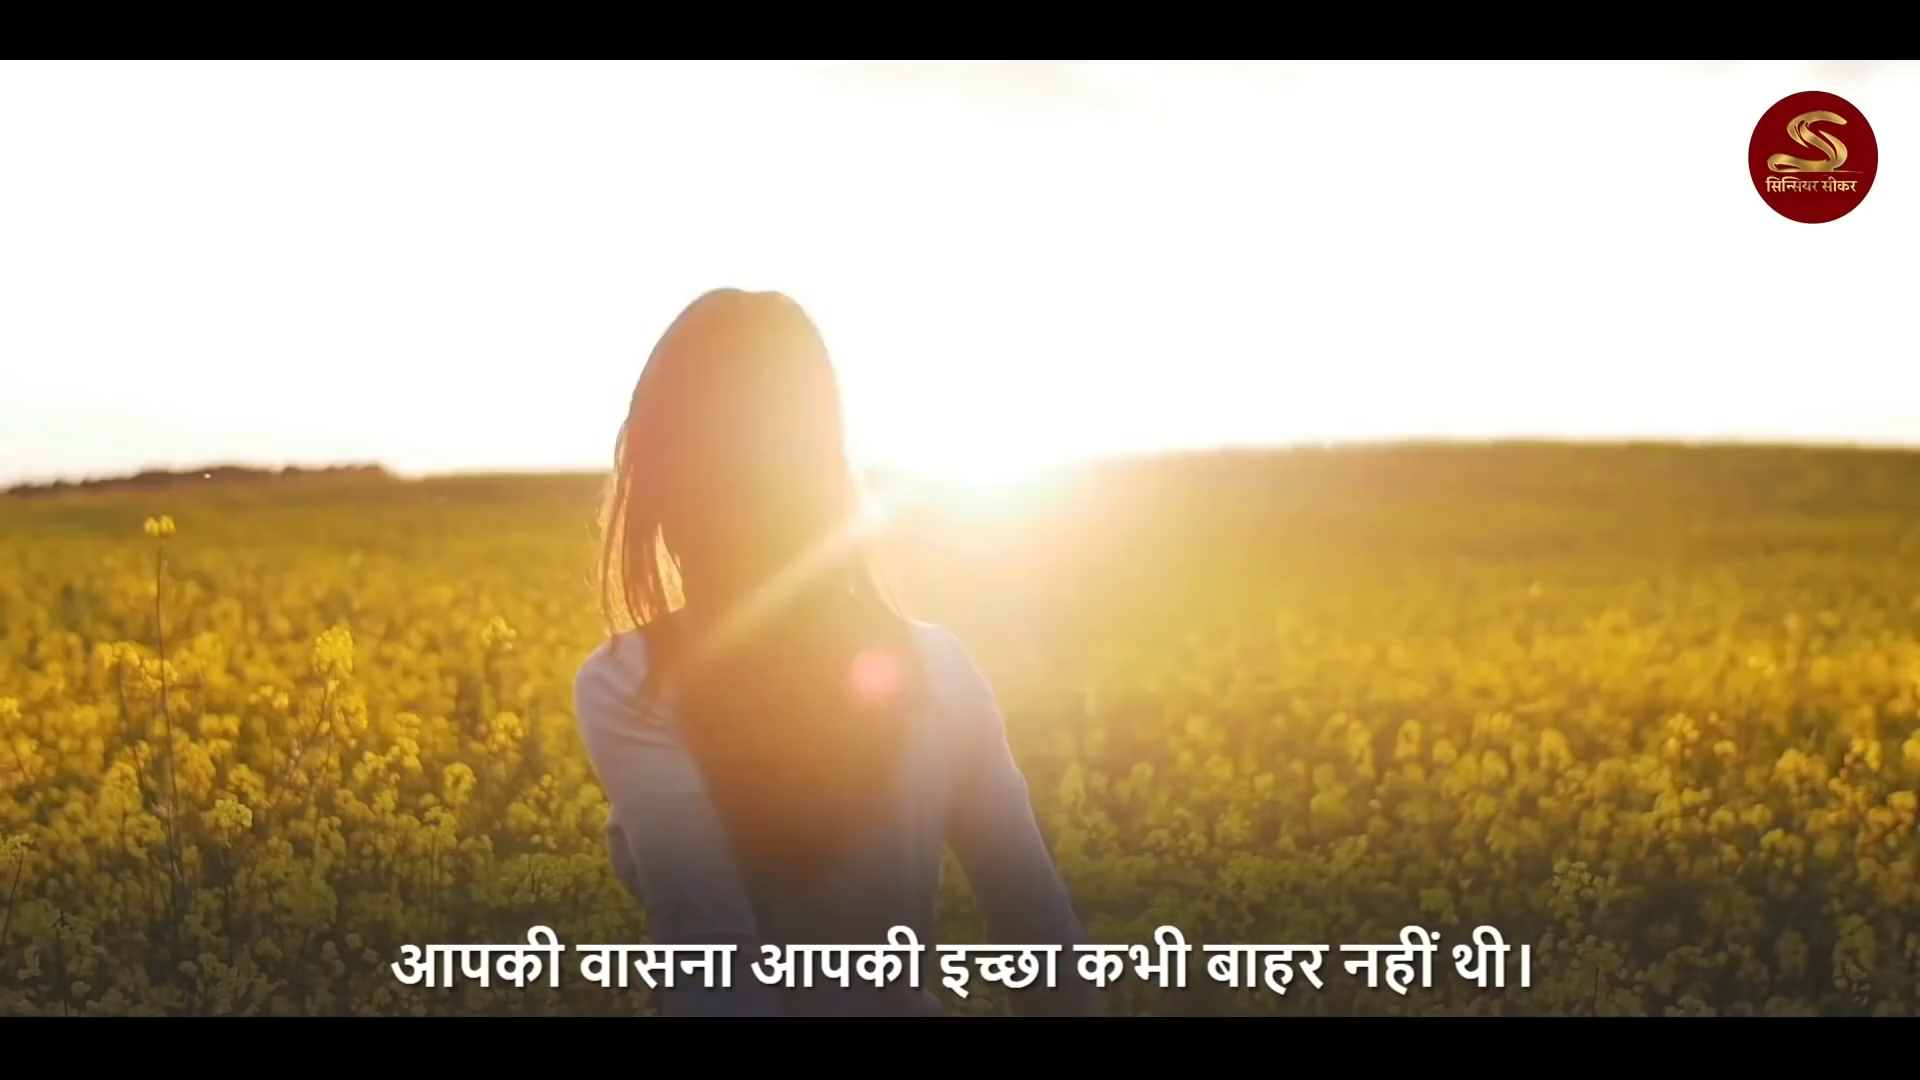 सिन्सियर सीकर
आपकी वासना आपकी इच्छा कभी बाहर नहीं थी।